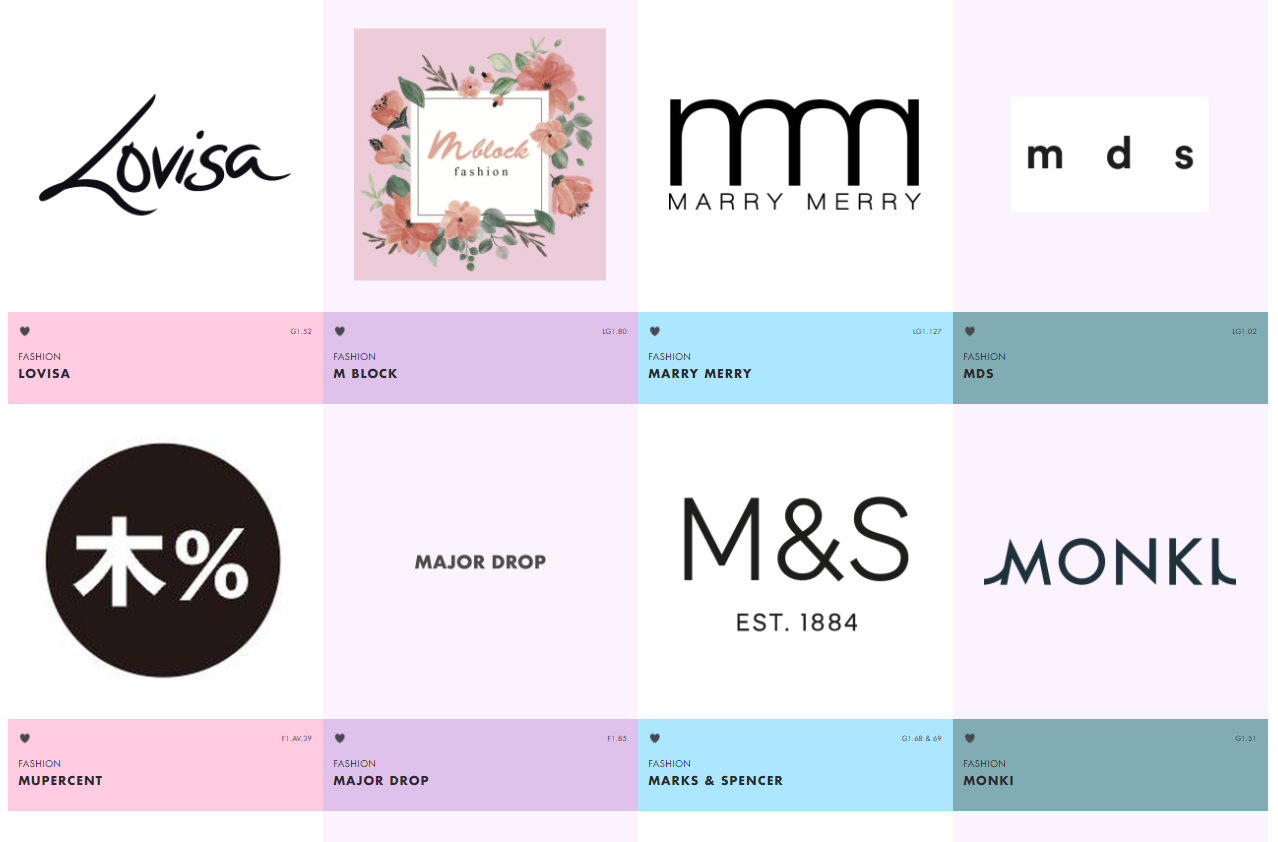 Lovisa
M block
fashion
MARRY MERRY
m d s
G1.52
FASHION
LOVISA
LG1.80
FASHION
M BLOCK
LG1.127
FASHION
MARRY MERRY
LG1.02
FASHION
MDS
木%
MAJOR DROP
M&S
EST. 1884
MONKI
F1.AV.39
FASHION
MUPERCENT
F1.85
FASHION
MAJOR DROP
G1.68 & 69
FASHION
MARKS & SPENCER
G1.51
FASHION
MONKI